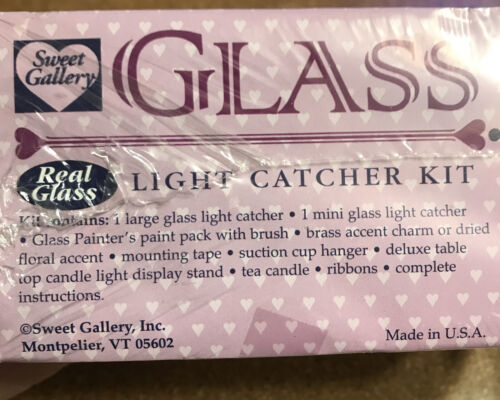 Sweet
Gallery
GLASS
Real
Glass
LIGHT CATCHER KIT
Kit contains: 1 large glass light catcher • 1 mini glass light catcher
• Glass Painter's paint pack with brush • brass accent charm or dried
floral accent • mounting tape • suction cup hanger • deluxe table
top candle light display stand • tea candle • ribbons • complete
instructions.
©Sweet Gallery, Inc.
Montpelier, VT 05602
Made in U.S.A.